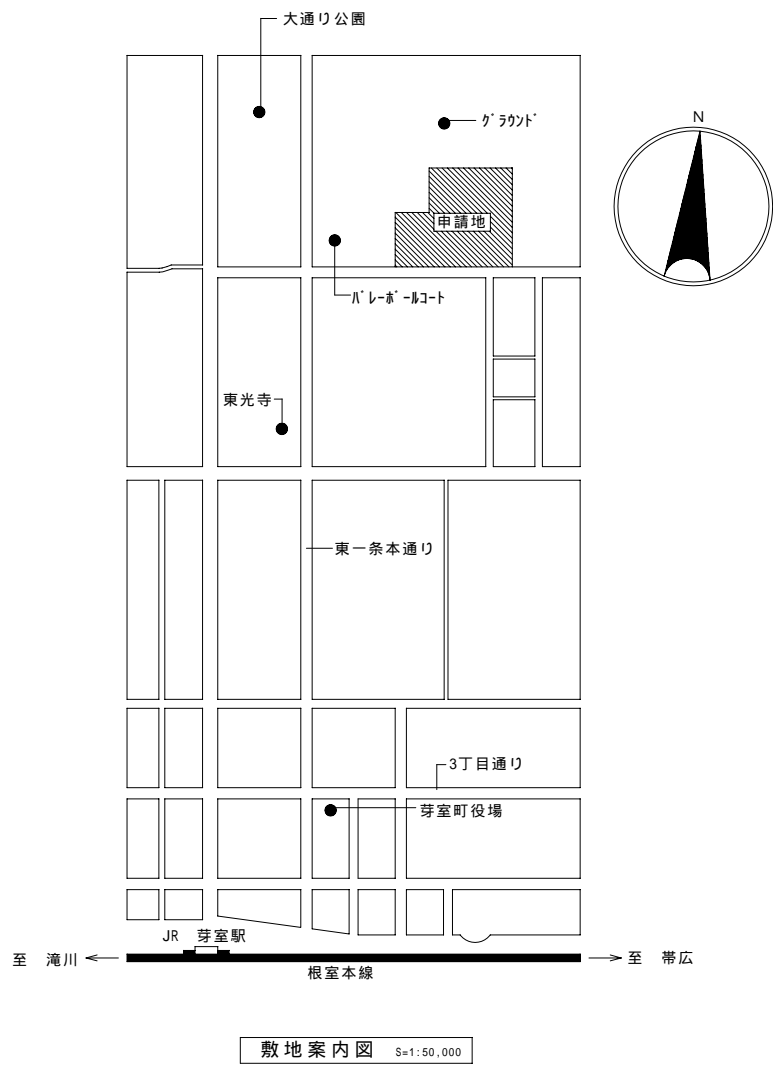 大通り公園
ｸﾞﾗｳﾝﾄﾞ
N
申請地
ﾊﾞﾚｰﾎﾞｰﾙｺｰﾄ
東光寺
東一条本通り
3丁目通り
芽室町役場
JR 芽室駅
至 滝川
至 帯広
根室本線
敷地案内図 S=1:50,000